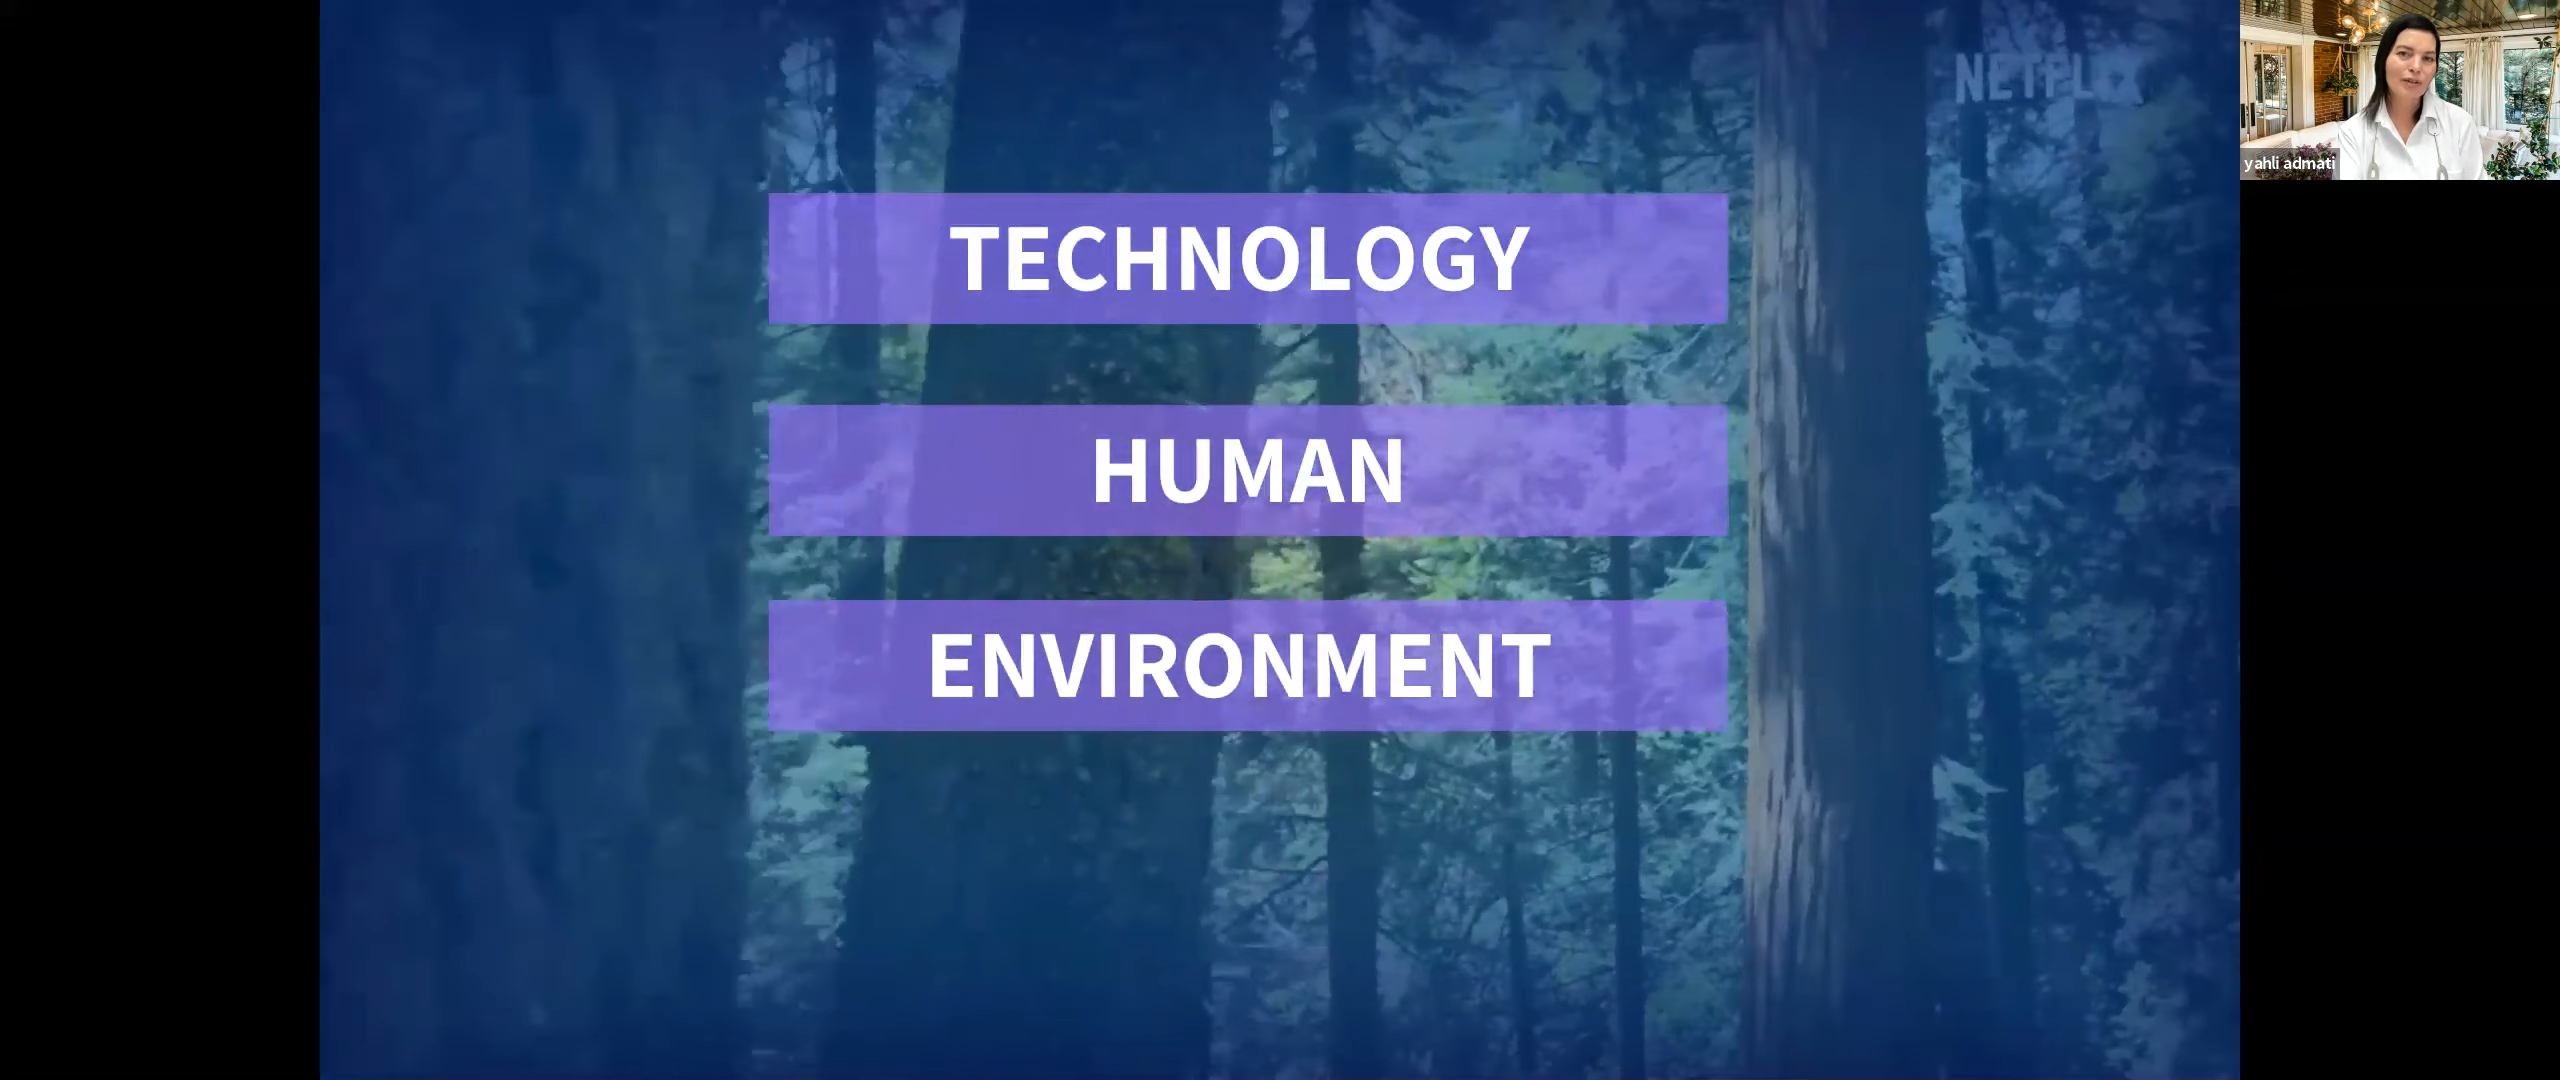 NETFLIX
yahli admati
TECHNOLOGY
HUMAN
ENVIRONMENT